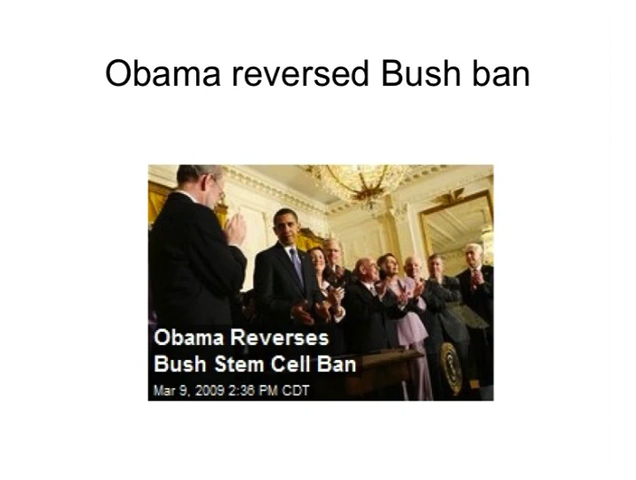 Obama reversed Bush ban
Obama Reverses
Bush Stem Cell Ban
Mar 9, 2009 2:36 PM CDT